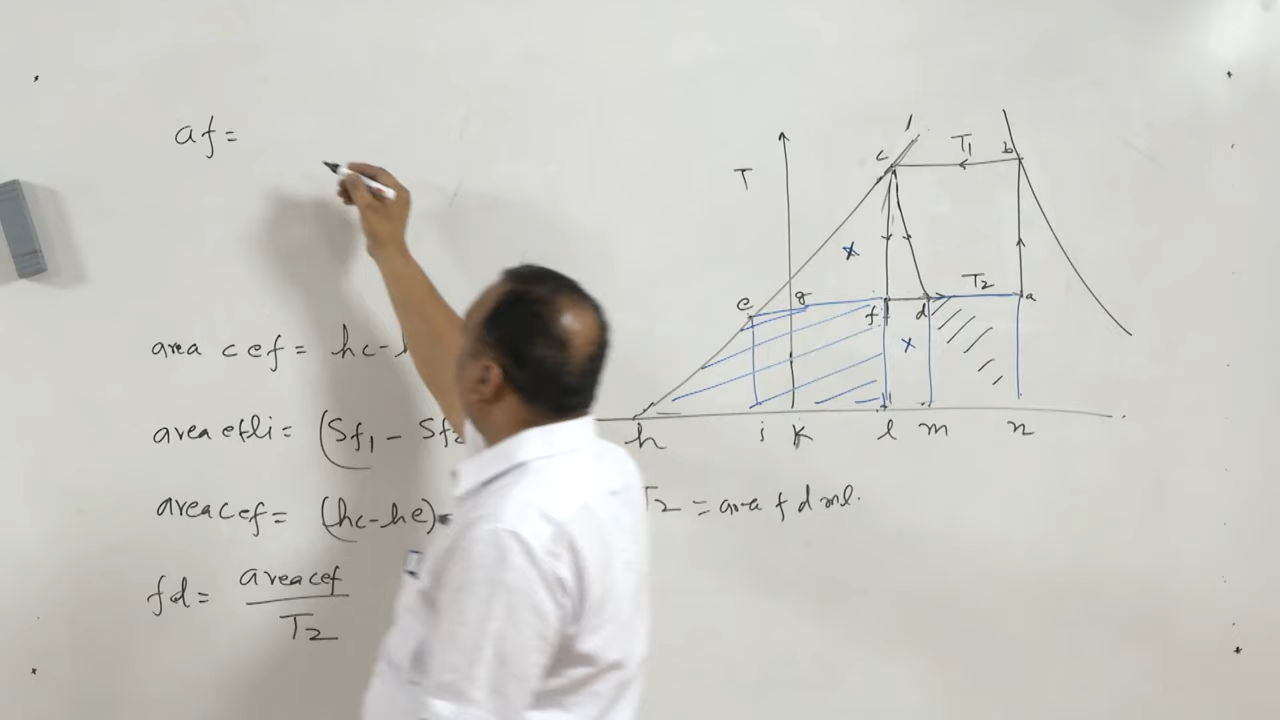 af =
area cef = hc -
area efli = (Sf1 - Sf2
area cef = (hc - he)
T2 = area f d ml.
fd = area cef / T2
T
c
T1
b
e
g
f
d
T2
a
h
i
k
l
m
n